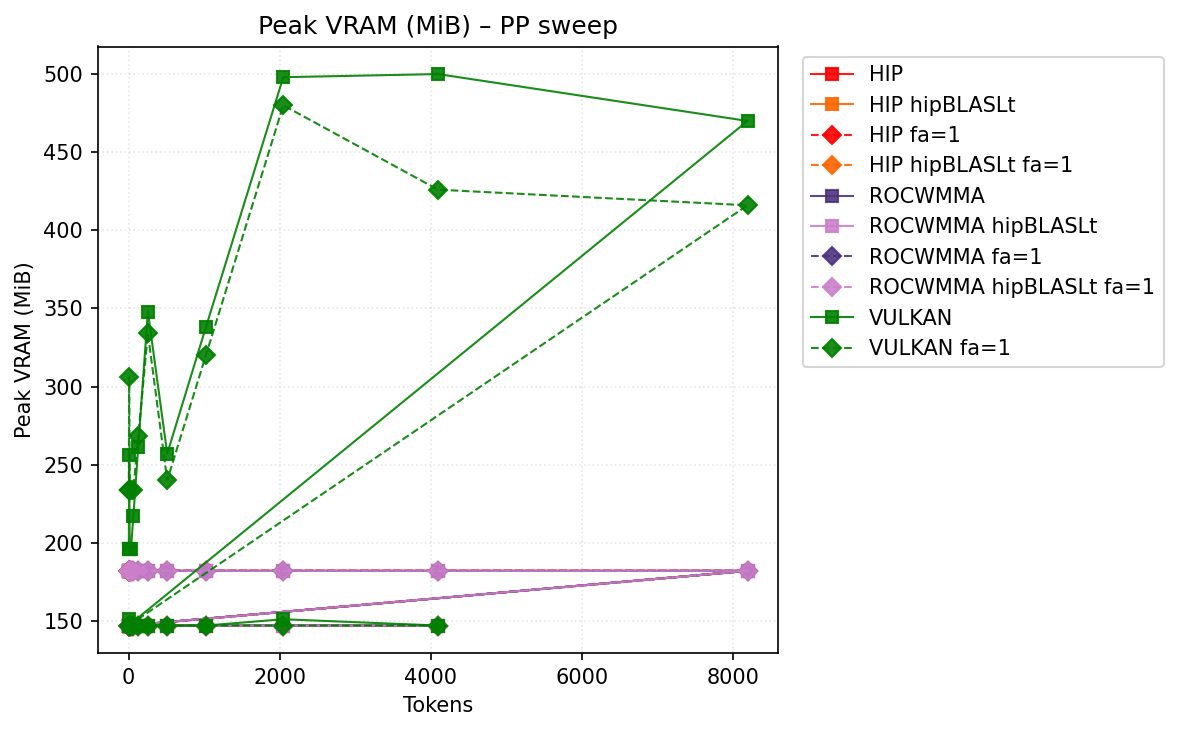 Peak VRAM (MiB) – PP sweep
500
450
400
350
300
250
200
150
Peak VRAM (MiB)
0
2000
4000
6000
8000
Tokens
HIP
HIP hipBLASLt
HIP fa=1
HIP hipBLASLt fa=1
ROCWMMA
ROCWMMA hipBLASLt
ROCWMMA fa=1
ROCWMMA hipBLASLt fa=1
VULKAN
VULKAN fa=1